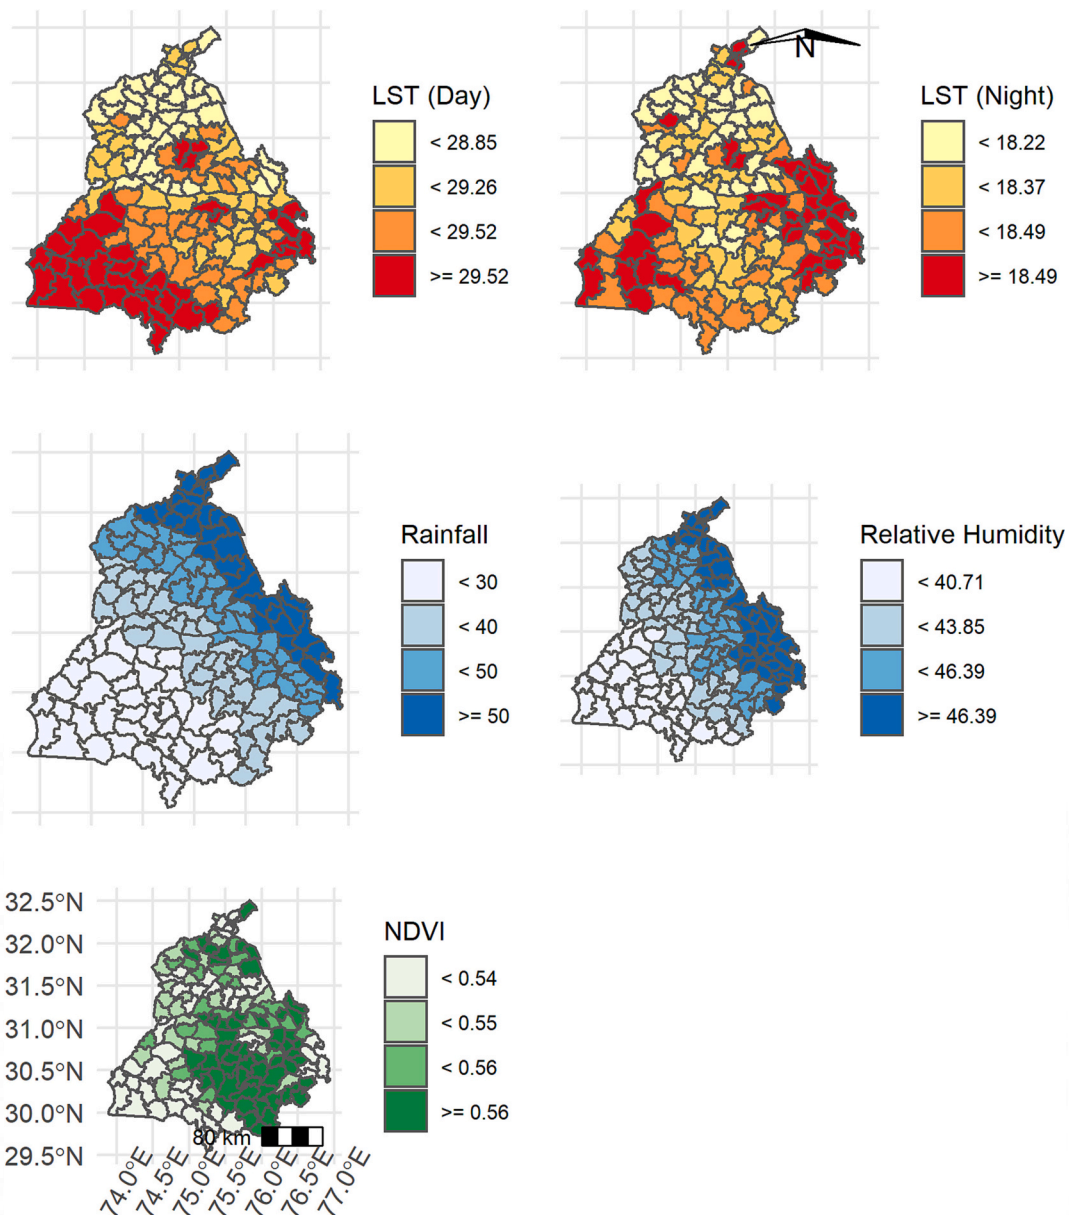 LST (Day)
< 28.85
< 29.26
< 29.52
>= 29.52
N
LST (Night)
< 18.22
< 18.37
< 18.49
>= 18.49
Rainfall
< 30
< 40
< 50
>= 50
Relative Humidity
< 40.71
< 43.85
< 46.39
>= 46.39
32.5°N
32.0°N
31.5°N
31.0°N
30.5°N
30.0°N
29.5°N
NDVI
< 0.54
< 0.55
< 0.56
>= 0.56
80 km
74.0°E
74.5°E
75.0°E
75.5°E
76.0°E
76.5°E
77.0°E